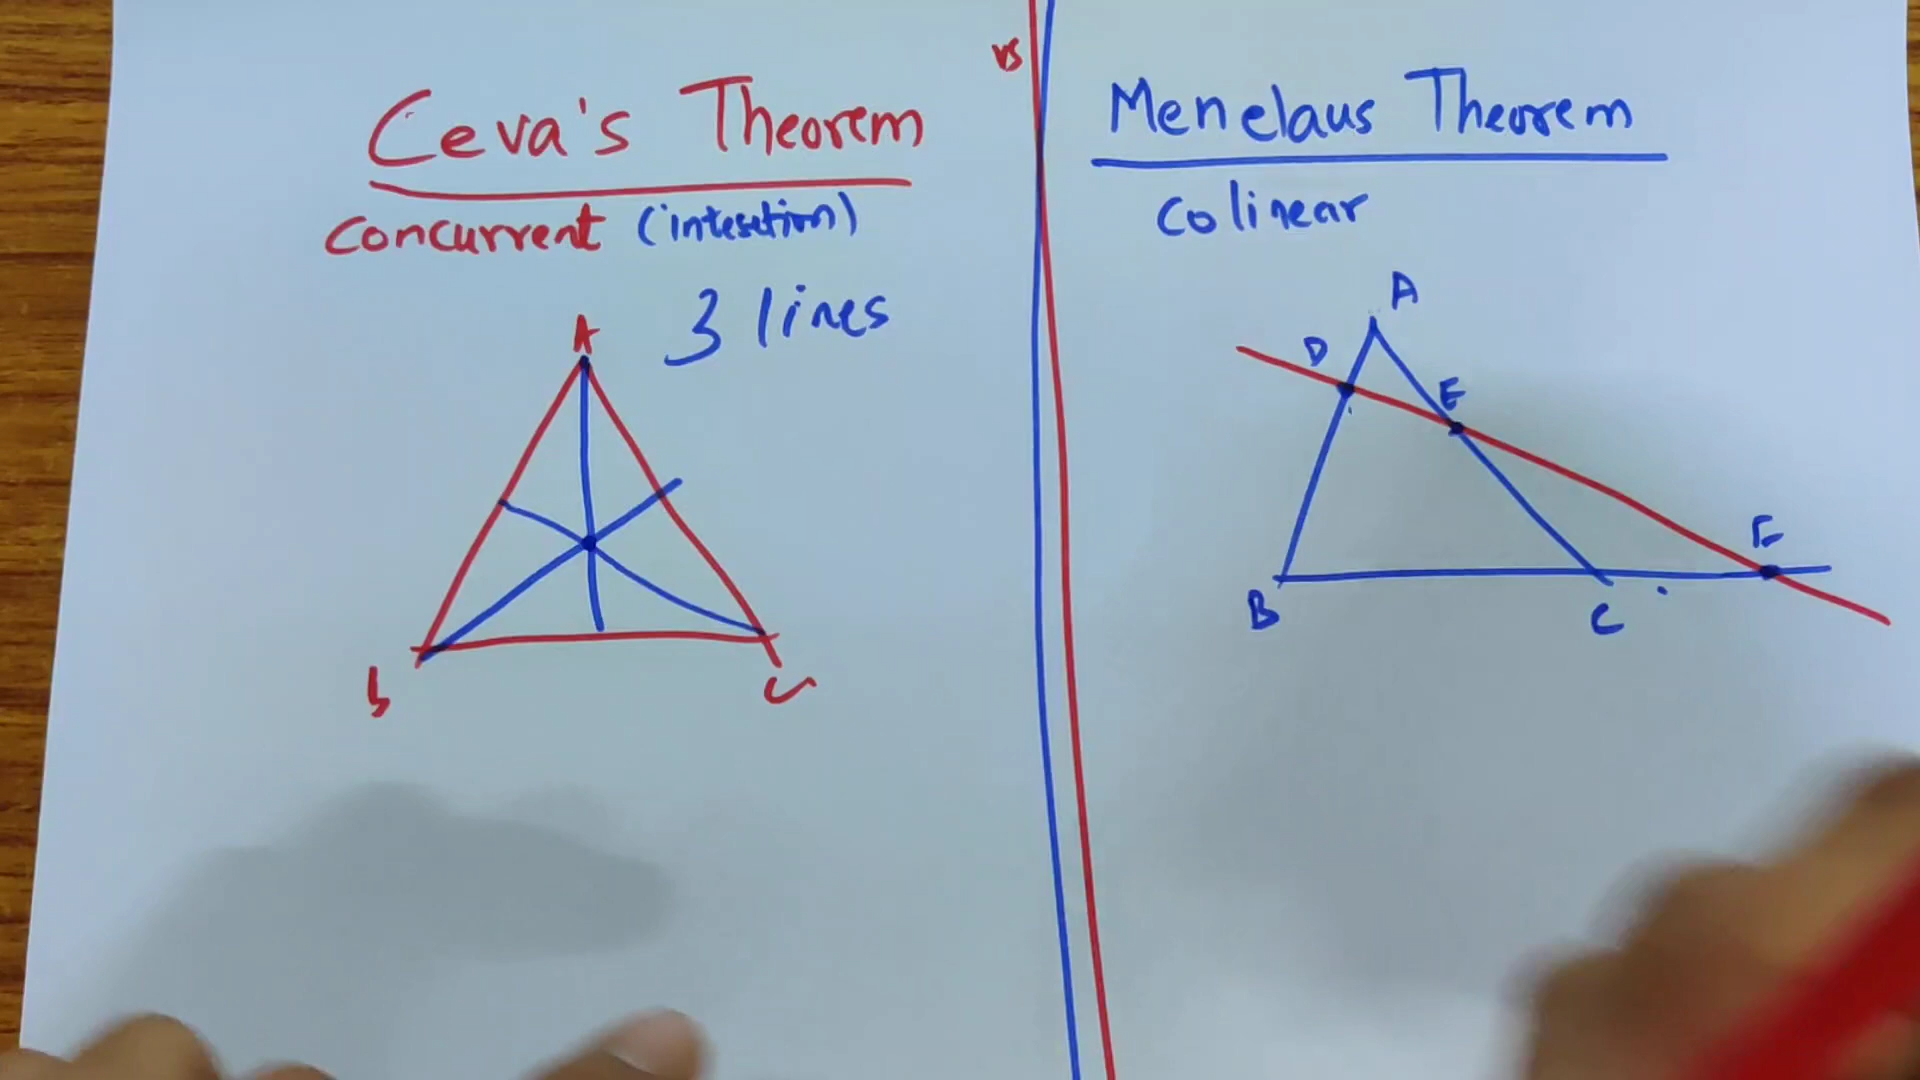 vs
Ceva's Theorem
concurrent (intesetion)
3 lines
A
b
C
Menelaus Theorem
Colinear
A
D
E
F
B
C